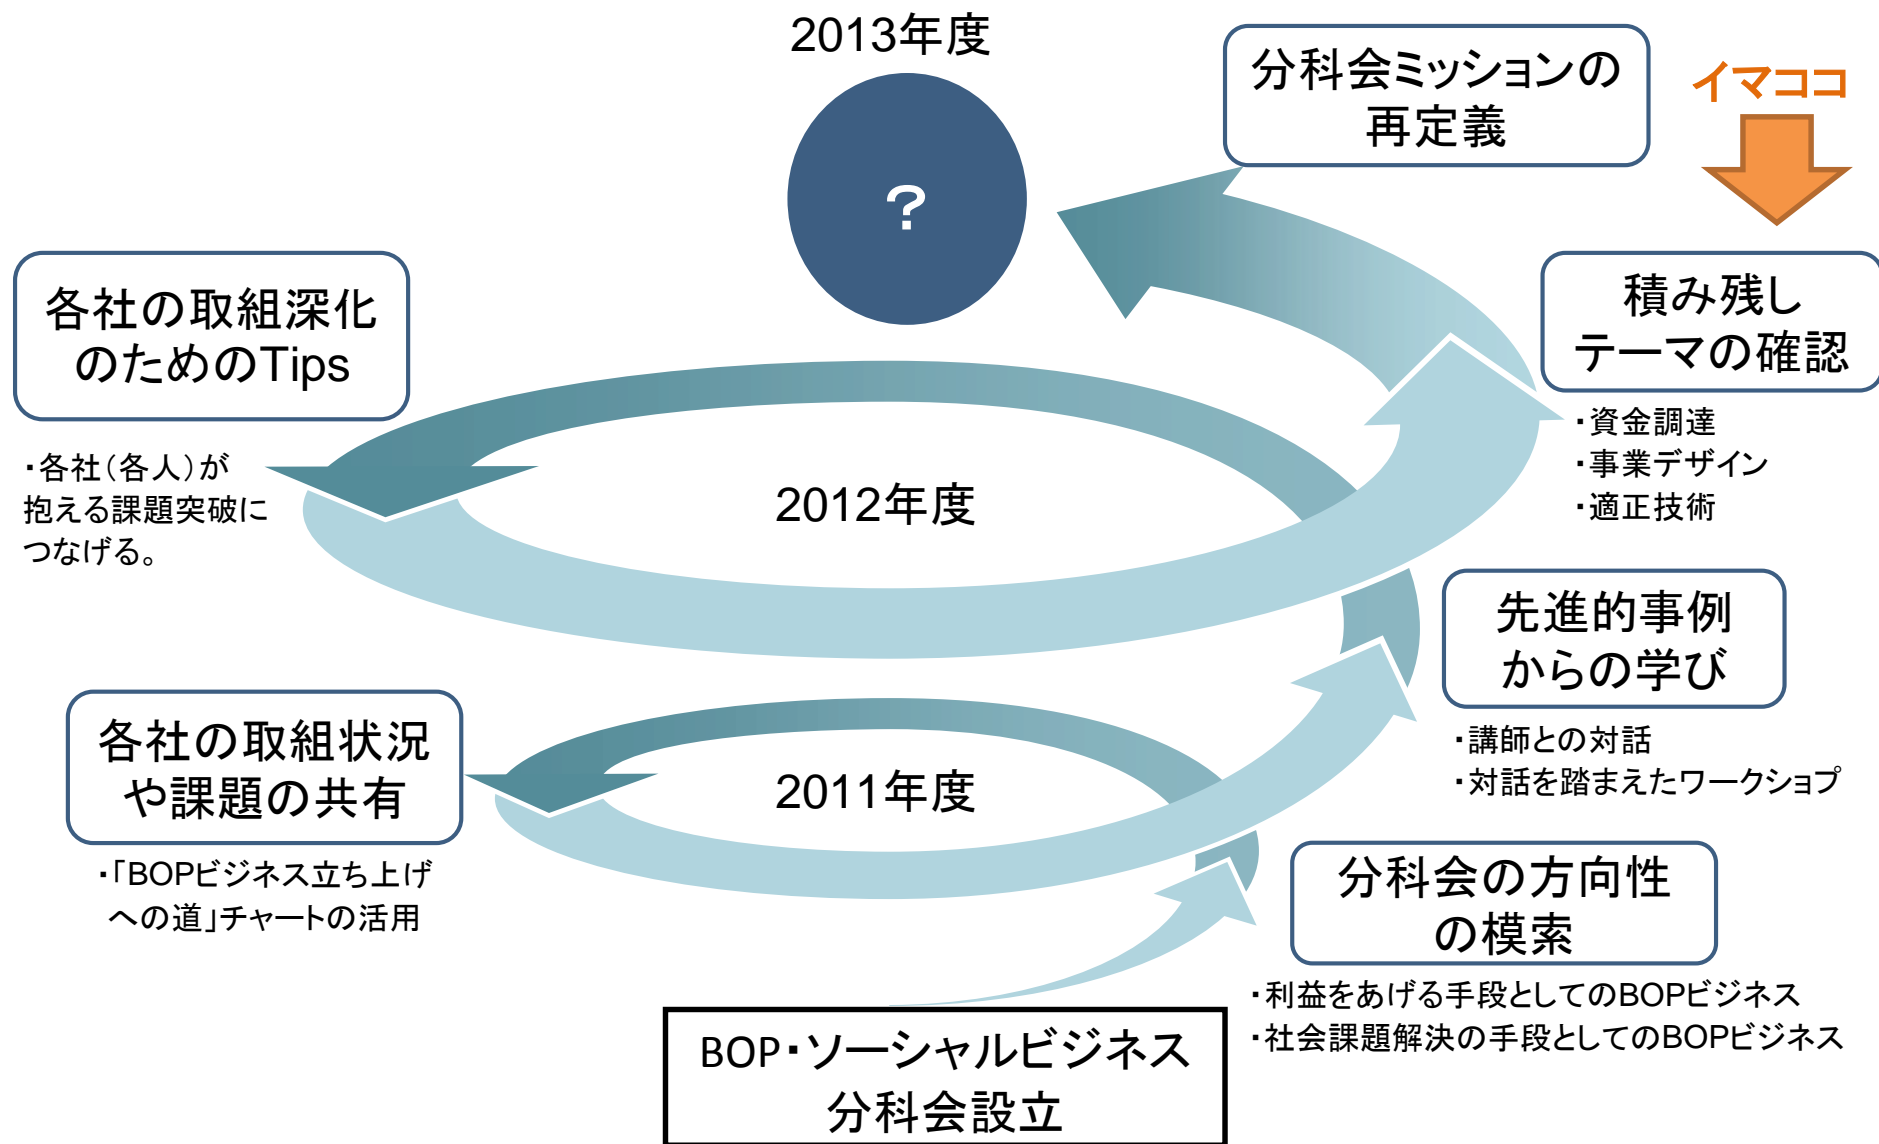 2013年度
?
分科会ミッションの
再定義
イマココ
各社の取組深化
のためのTips
・各社(各人)が
抱える課題突破に
つなげる。
2012年度
積み残し
テーマの確認
・資金調達
・事業デザイン
・適正技術
先進的事例
からの学び
・講師との対話
・対話を踏まえたワークショプ
各社の取組状況
や課題の共有
・「BOPビジネス立ち上げ
への道」チャートの活用
2011年度
分科会の方向性
の模索
・利益をあげる手段としてのBOPビジネス
・社会課題解決の手段としてのBOPビジネス
BOP・ソーシャルビジネス
分科会設立